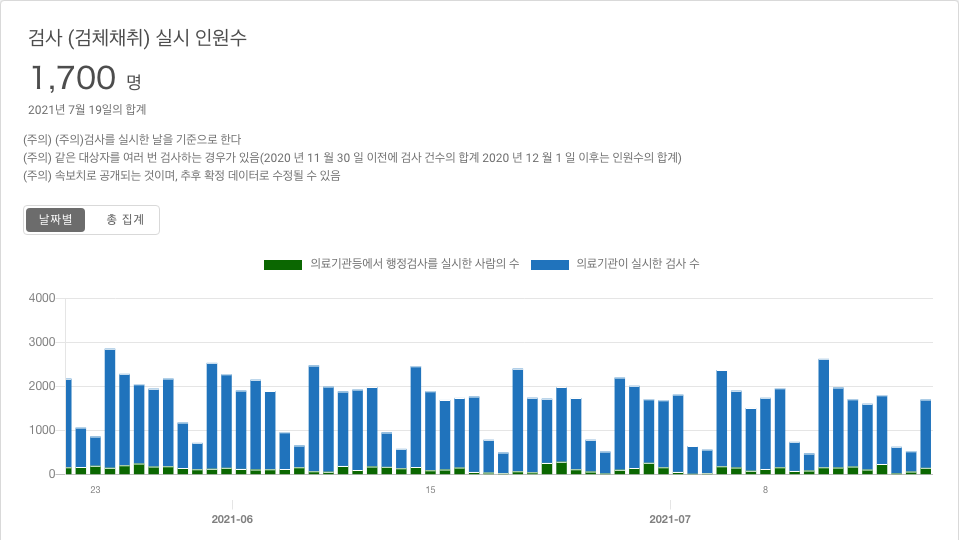 검사 (검체채취) 실시 인원수
1,700 명
2021년 7월 19일의 합계
(주의) (주의)검사를 실시한 날을 기준으로 한다
(주의) 같은 대상자를 여러 번 검사하는 경우가 있음(2020 년 11 월 30 일 이전에 검사 건수의 합계 2020 년 12 월 1 일 이후는 인원수의 합계)
(주의) 속보치로 공개되는 것이며, 추후 확정 데이터로 수정될 수 있음
날짜별 총 집계
의료기관등에서 행정검사를 실시한 사람의 수 의료기관이 실시한 검사 수
4000
3000
2000
1000
0
23 15 8
2021-06 2021-07